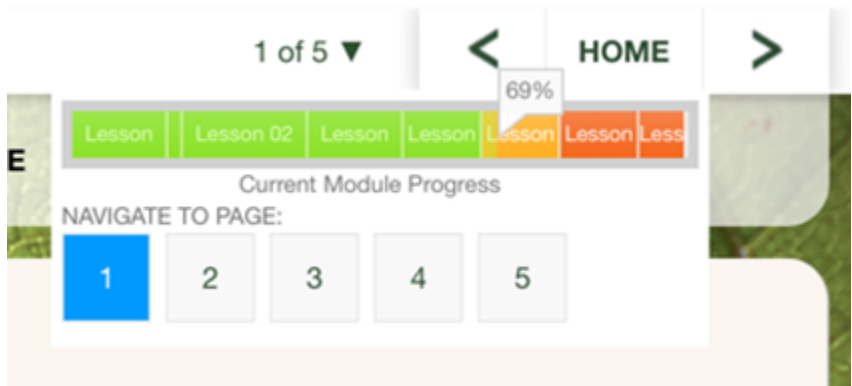 1 of 5 ▼ < HOME >
69%
Lesson Lesson 02 Lesson Lesson Lesson Lesson Less
E
Current Module Progress
NAVIGATE TO PAGE:
1 2 3 4 5